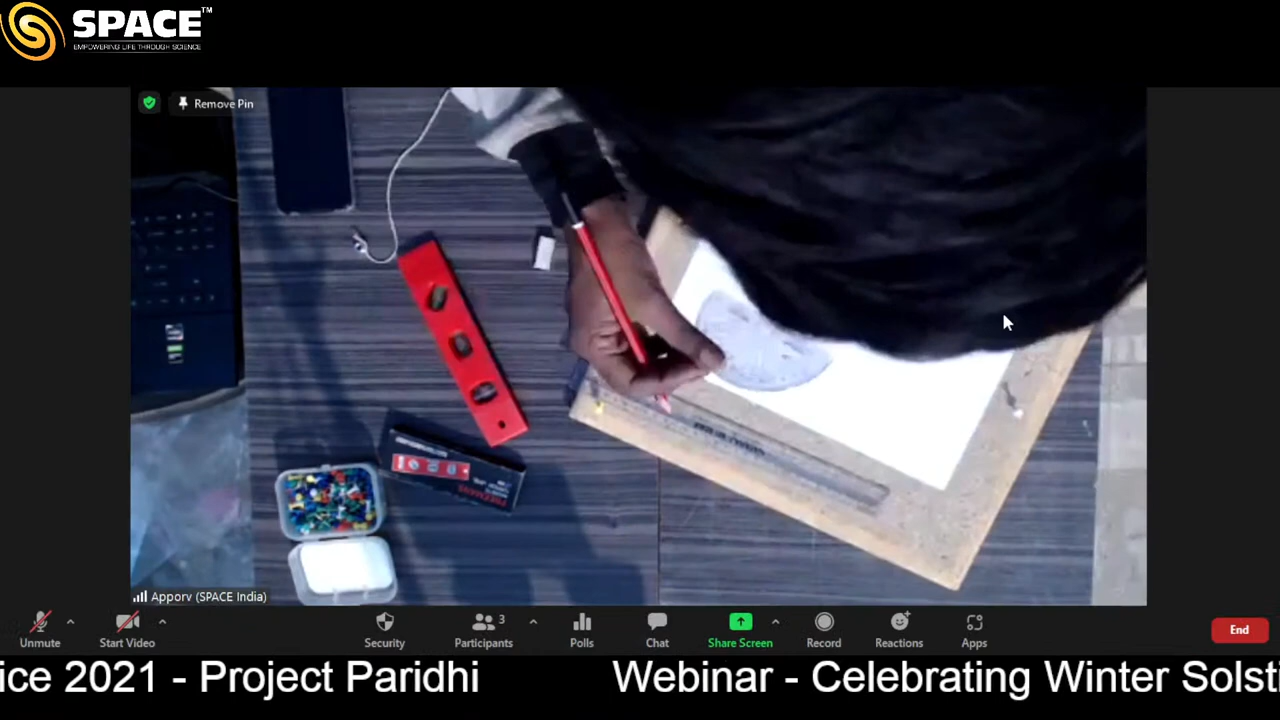 SPACE™
EMPOWERING LIFE THROUGH SCIENCE
Remove Pin
Apporv (SPACE India)
Unmute
Start Video
Security
3
Participants
Polls
Chat
Share Screen
Record
Reactions
Apps
End
ice 2021 - Project Paridhi Webinar - Celebrating Winter Solsti